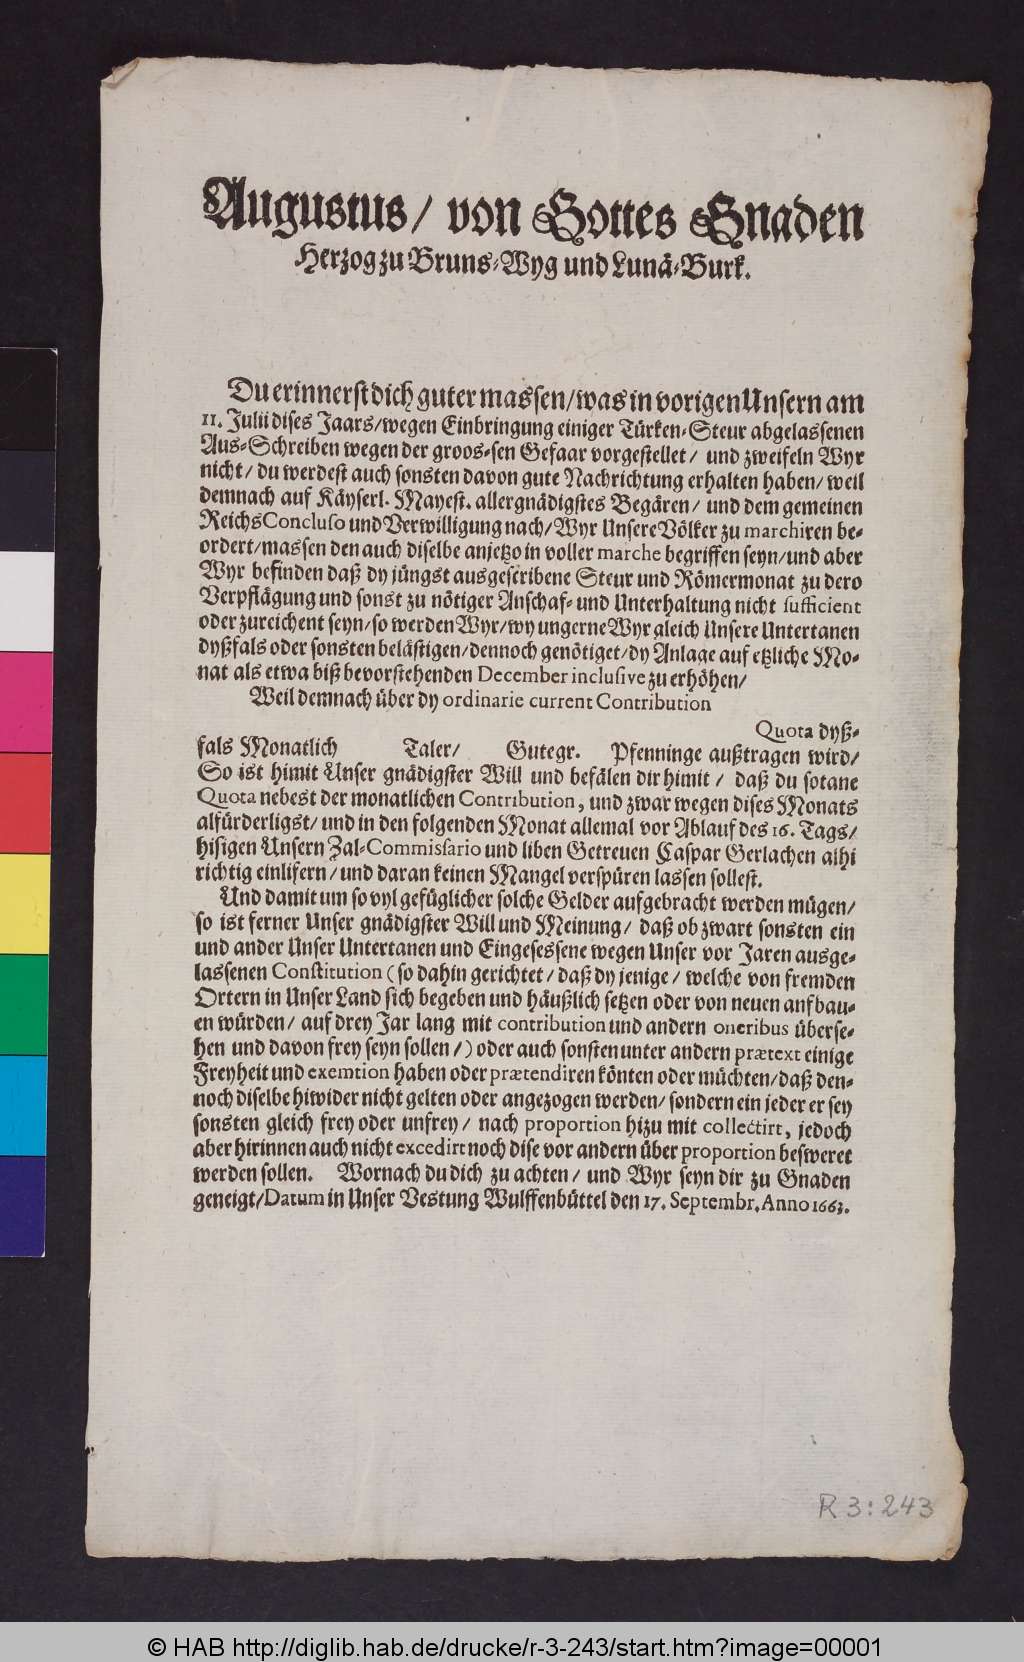 Augustus/ von Gottes Gnaden
Herzog zu Bruns-Wyg und Lunä-Burk.
Du erinnerst dich guter massen/was in vorigen Unsern am
11. Julii dises Jaars/wegen Einbringung einiger Türken-Steur abgelassenen
Aus-Schreiben wegen der groos-sen Gefaar vorgestellet/ und zweifeln Wyr
nicht/ du werdest auch sonsten davon gute Nachrichtung erhalten haben/ weil
demnach auf Käyserl. Mayest. allergnädigstes Begären/ und dem gemeinen
Reichs Concluso und Verwilligung nach/ Wyr Unsere Völker zu marchiren be-
ordert/massen den auch diselbe anjetzo in voller marche begriffen seyn/und aber
Wyr befinden daß dy jüngst ausgescribene Steur und Römermonat zu dero
Verpflägung und sonst zu nötiger Anschaf- und Unterhaltung nicht sufficient
oder zureichent seyn/so werden Wyr/wy ungerne Wyr gleich Unsere Untertanen
dyßfals oder sonsten belästigen/dennoch genötiget/dy Anlage auf etzliche Mo-
nat als etwa biß bevorstehenden December inclusive zu erhöhen/
Weil demnach über dy ordinarie current Contribution
Quota dyß-
fals Monatlich Taler/ Gutegr. Pfenninge außtragen wird/
So ist himit Unser gnädigster Will und befälen dir himit/ daß du sotane
Quota nebest der monatlichen Contribution, und zwar wegen dises Monats
alfürderligst/ und in den folgenden Monat allemal vor Ablauf des 16. Tags/
hisigen Unsern Zal-Commissario und liben Getreuen Caspar Gerlachen alhi
richtig einlifern/ und daran keinen Mangel verspüren lassen sollest.
Und damit um so vyl gefüglicher solche Gelder aufgebracht werden mügen/
so ist ferner Unser gnädigster Will und Meinung/ daß ob zwart sonsten ein
und ander Unser Untertanen und Eingesessene wegen Unser vor Jaren ausge-
lassenen Constitution (so dahin gerichtet/ daß dy jenige/ welche von fremden
Ortern in Unser Land sich begeben und häußlich setzen oder von neuen anfbau-
en würden/ auf drey Jar lang mit contribution und andern oneribus überse-
hen und davon frey seyn sollen/) oder auch sonsten unter andern prætext einige
Freyheit und exemtion haben oder prætendiren könten oder müchten/daß den-
noch diselbe hiwider nicht gelten oder angezogen werden/ sondern ein jeder er sey
sonsten gleich frey oder unfrey/ nach proportion hizu mit collectirt, jedoch
aber hirinnen auch nicht excedirt noch dise vor andern über proportion besweret
werden sollen. Wornach du dich zu achten/ und Wyr seyn dir zu Gnaden
geneigt/Datum in Unser Vestung Wulffenbüttel den 17. Septembr. Anno 1663.
R 3:243
© HAB http://diglib.hab.de/drucke/r-3-243/start.htm?image=00001